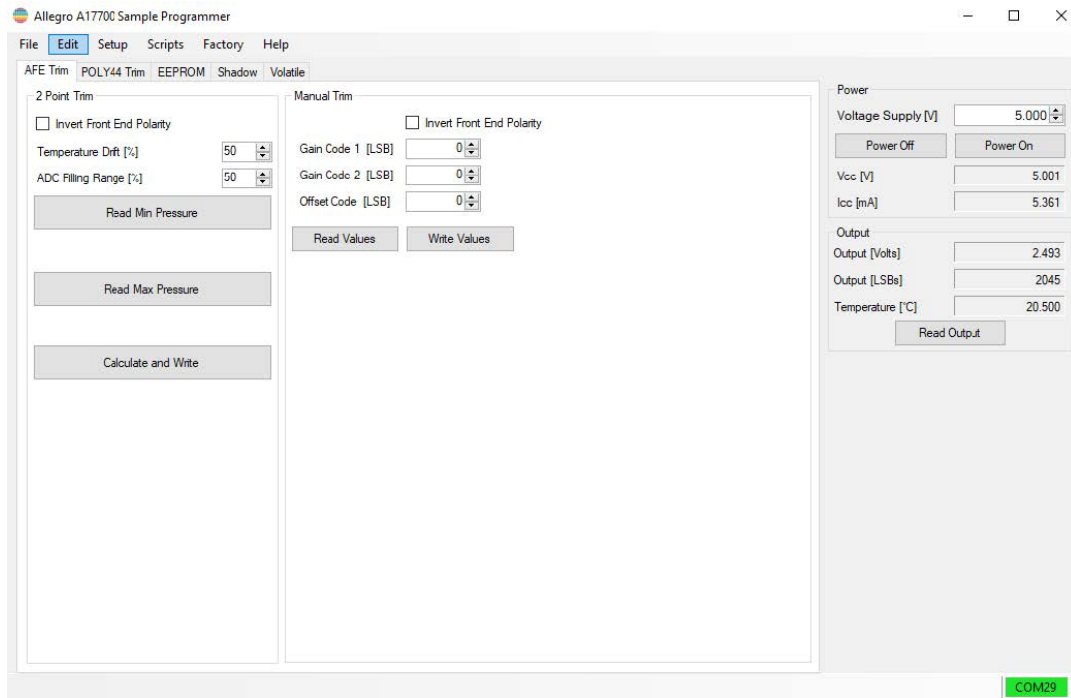 Allegro A17700 Sample Programmer
File Edit Setup Scripts Factory Help
AFE Trim POLY44 Trim EEPROM Shadow Volatile
2 Point Trim
Invert Front End Polarity
Temperature Drift [%] 50
ADC Filling Range [%] 50
Read Min Pressure
Read Max Pressure
Calculate and Write
Manual Trim
Invert Front End Polarity
Gain Code 1 [LSB] 0
Gain Code 2 [LSB] 0
Offset Code [LSB] 0
Read Values Write Values
Power
Voltage Supply [V] 5.000
Power Off Power On
Vcc [V] 5.001
Icc [mA] 5.361
Output
Output [Volts] 2.493
Output [LSBs] 2045
Temperature [°C] 20.500
Read Output
COM29